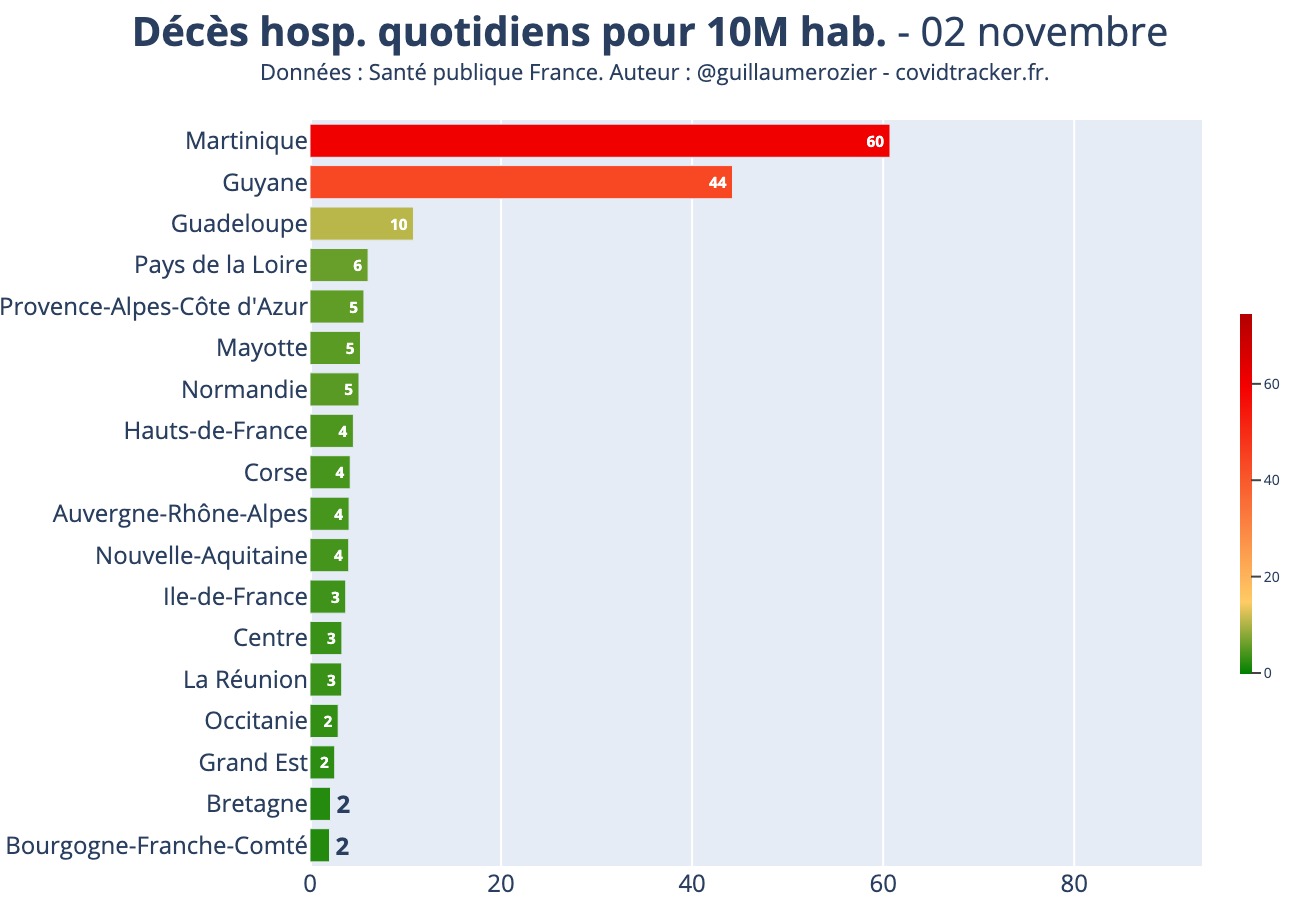 Décès hosp. quotidiens pour 10M hab. - 02 novembre
Données : Santé publique France. Auteur : @guillaumerozier - covidtracker.fr.
Martinique 60
Guyane 44
Guadeloupe 10
Pays de la Loire 6
Provence-Alpes-Côte d'Azur 5
Mayotte 5
Normandie 5
Hauts-de-France 4
Corse 4
Auvergne-Rhône-Alpes 4
Nouvelle-Aquitaine 4
Ile-de-France 3
Centre 3
La Réunion 3
Occitanie 2
Grand Est 2
Bretagne 2
Bourgogne-Franche-Comté 2
0 20 40 60 80
60
40
20
0